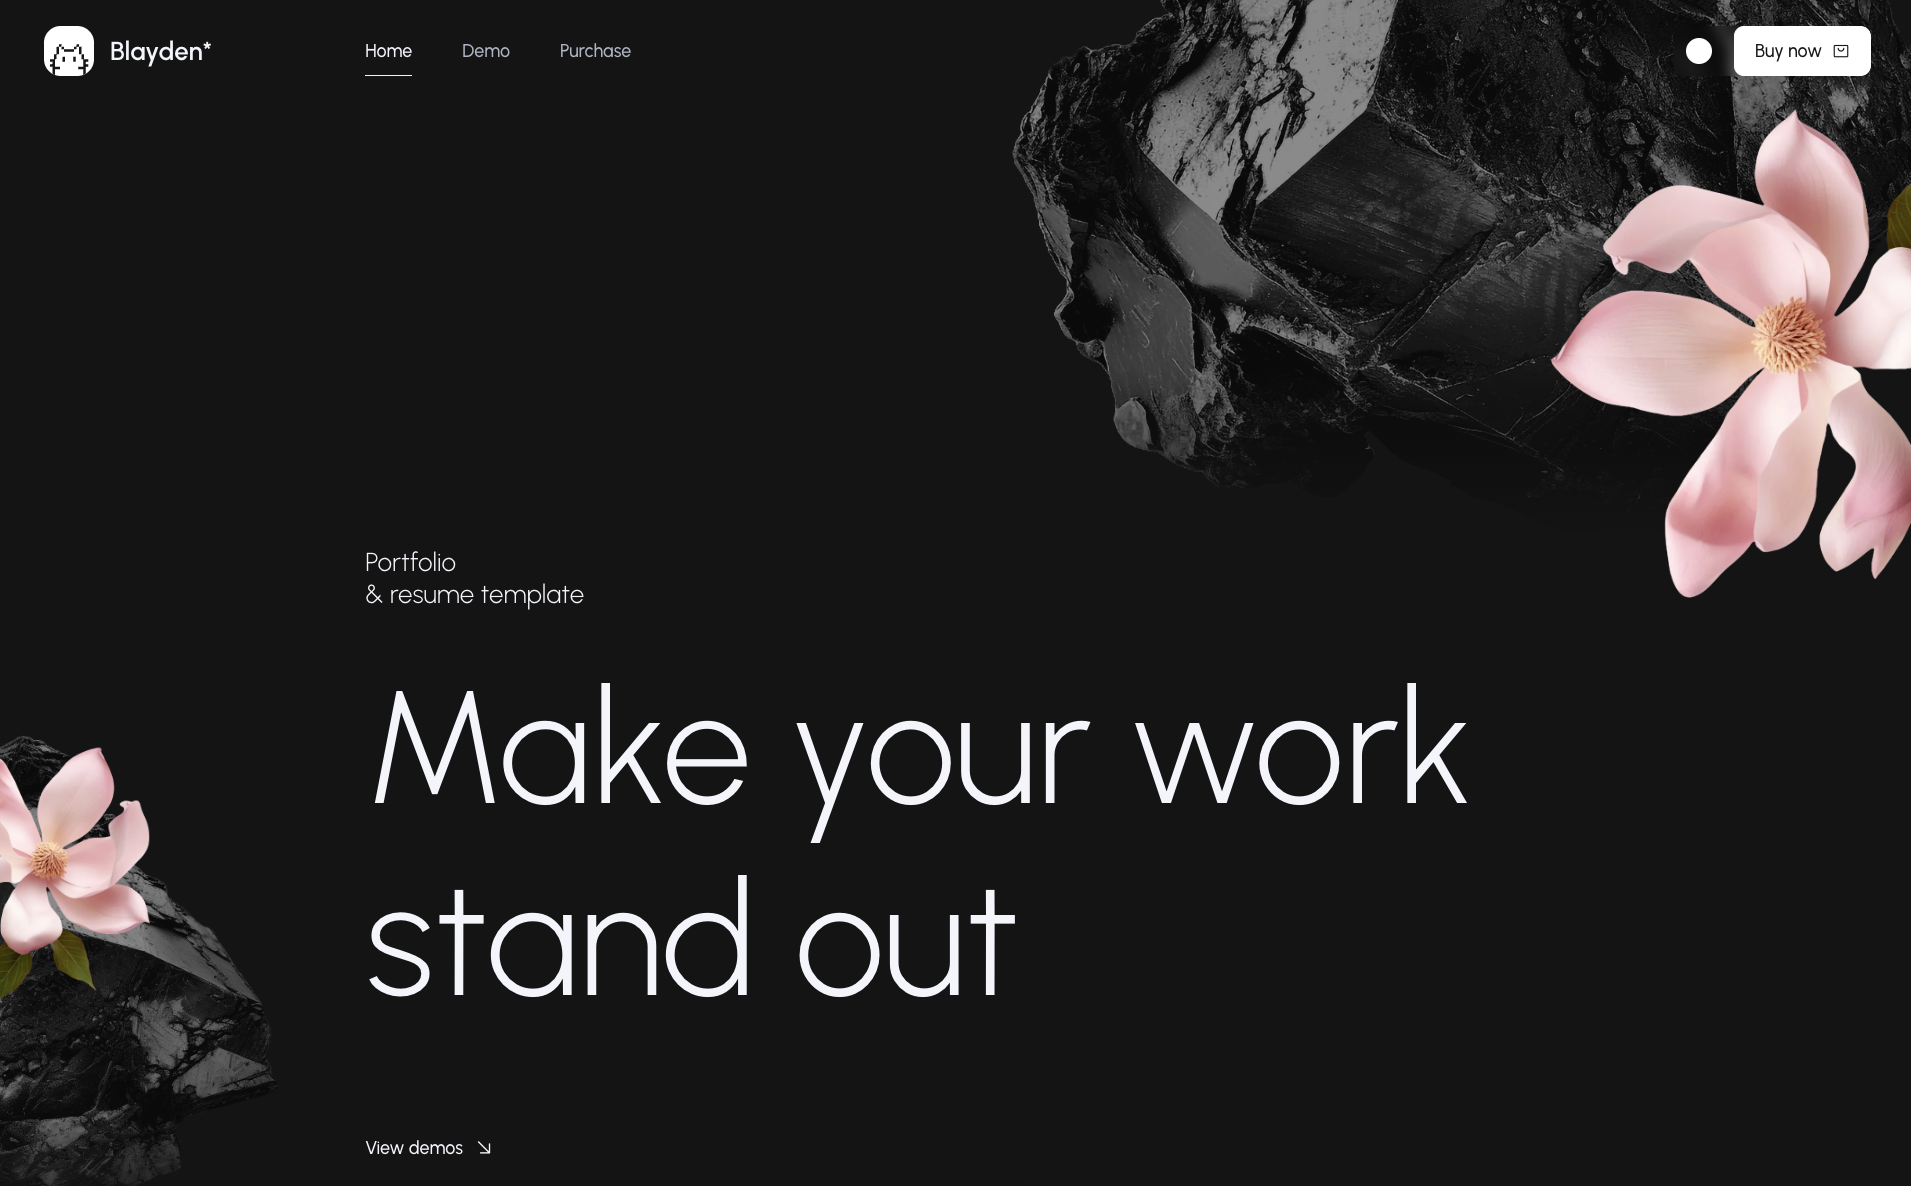 Blayden*
Home
Demo
Purchase
Buy now
Portfolio
& resume template
Make your work
stand out
View demos